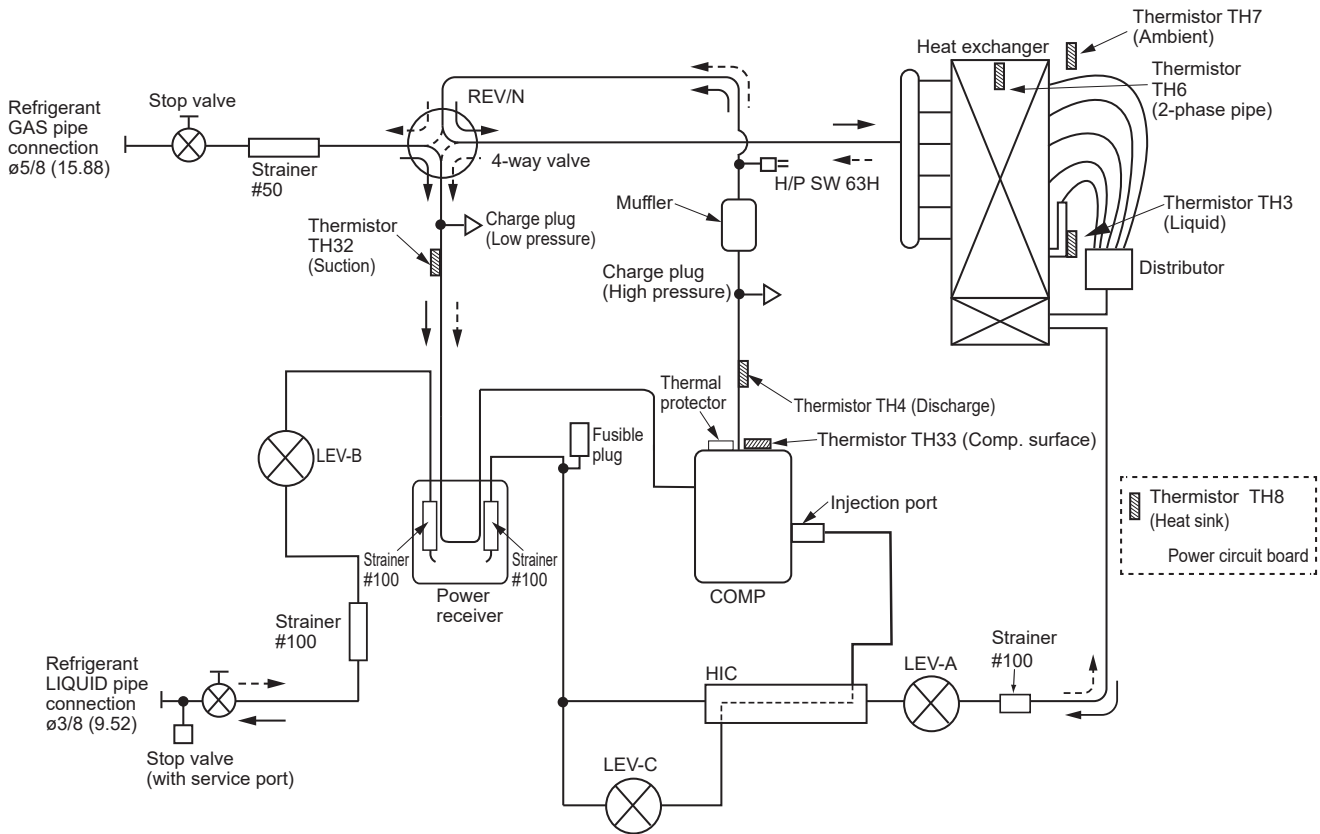 Thermistor TH7
(Ambient)
Heat exchanger
Thermistor
TH6
(2-phase pipe)
Refrigerant
GAS pipe
connection
ø5/8 (15.88)
Stop valve
Strainer
#50
REV/N
4-way valve
H/P SW 63H
Muffler
Thermistor
TH32
(Suction)
Charge plug
(Low pressure)
Charge plug
(High pressure)
Thermistor TH3
(Liquid)
Distributor
Thermal
protector
Thermistor TH4 (Discharge)
Thermistor TH33 (Comp. surface)
Fusible
plug
LEV-B
Injection port
Thermistor TH8
(Heat sink)
Power circuit board
Strainer
#100
Strainer
#100
Power
receiver
COMP
Strainer
#100
Refrigerant
LIQUID pipe
connection
ø3/8 (9.52)
Stop valve
(with service port)
HIC
LEV-A
Strainer
#100
LEV-C